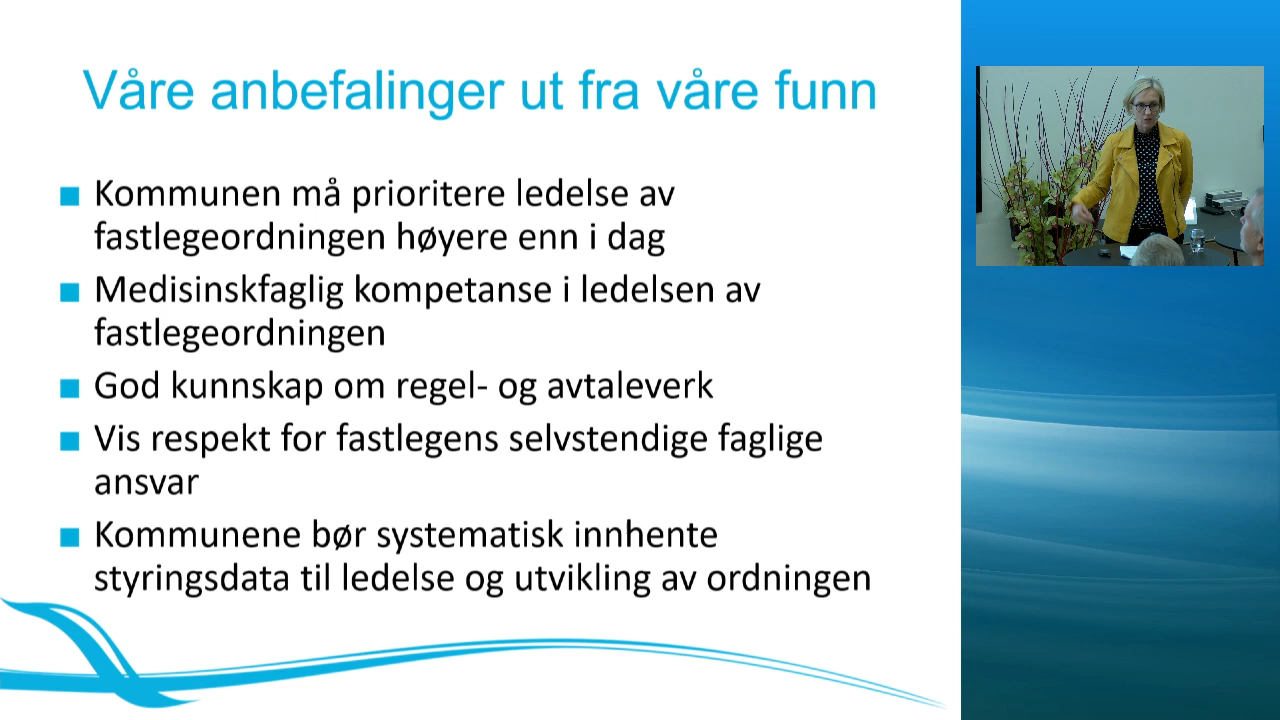 Våre anbefalinger ut fra våre funn
Kommunen må prioritere ledelse av
fastlegeordningen høyere enn i dag
Medisinskfaglig kompetanse i ledelsen av
fastlegeordningen
God kunnskap om regel- og avtaleverk
Vis respekt for fastlegens selvstendige faglige
ansvar
Kommunene bør systematisk innhente
styringsdata til ledelse og utvikling av ordningen